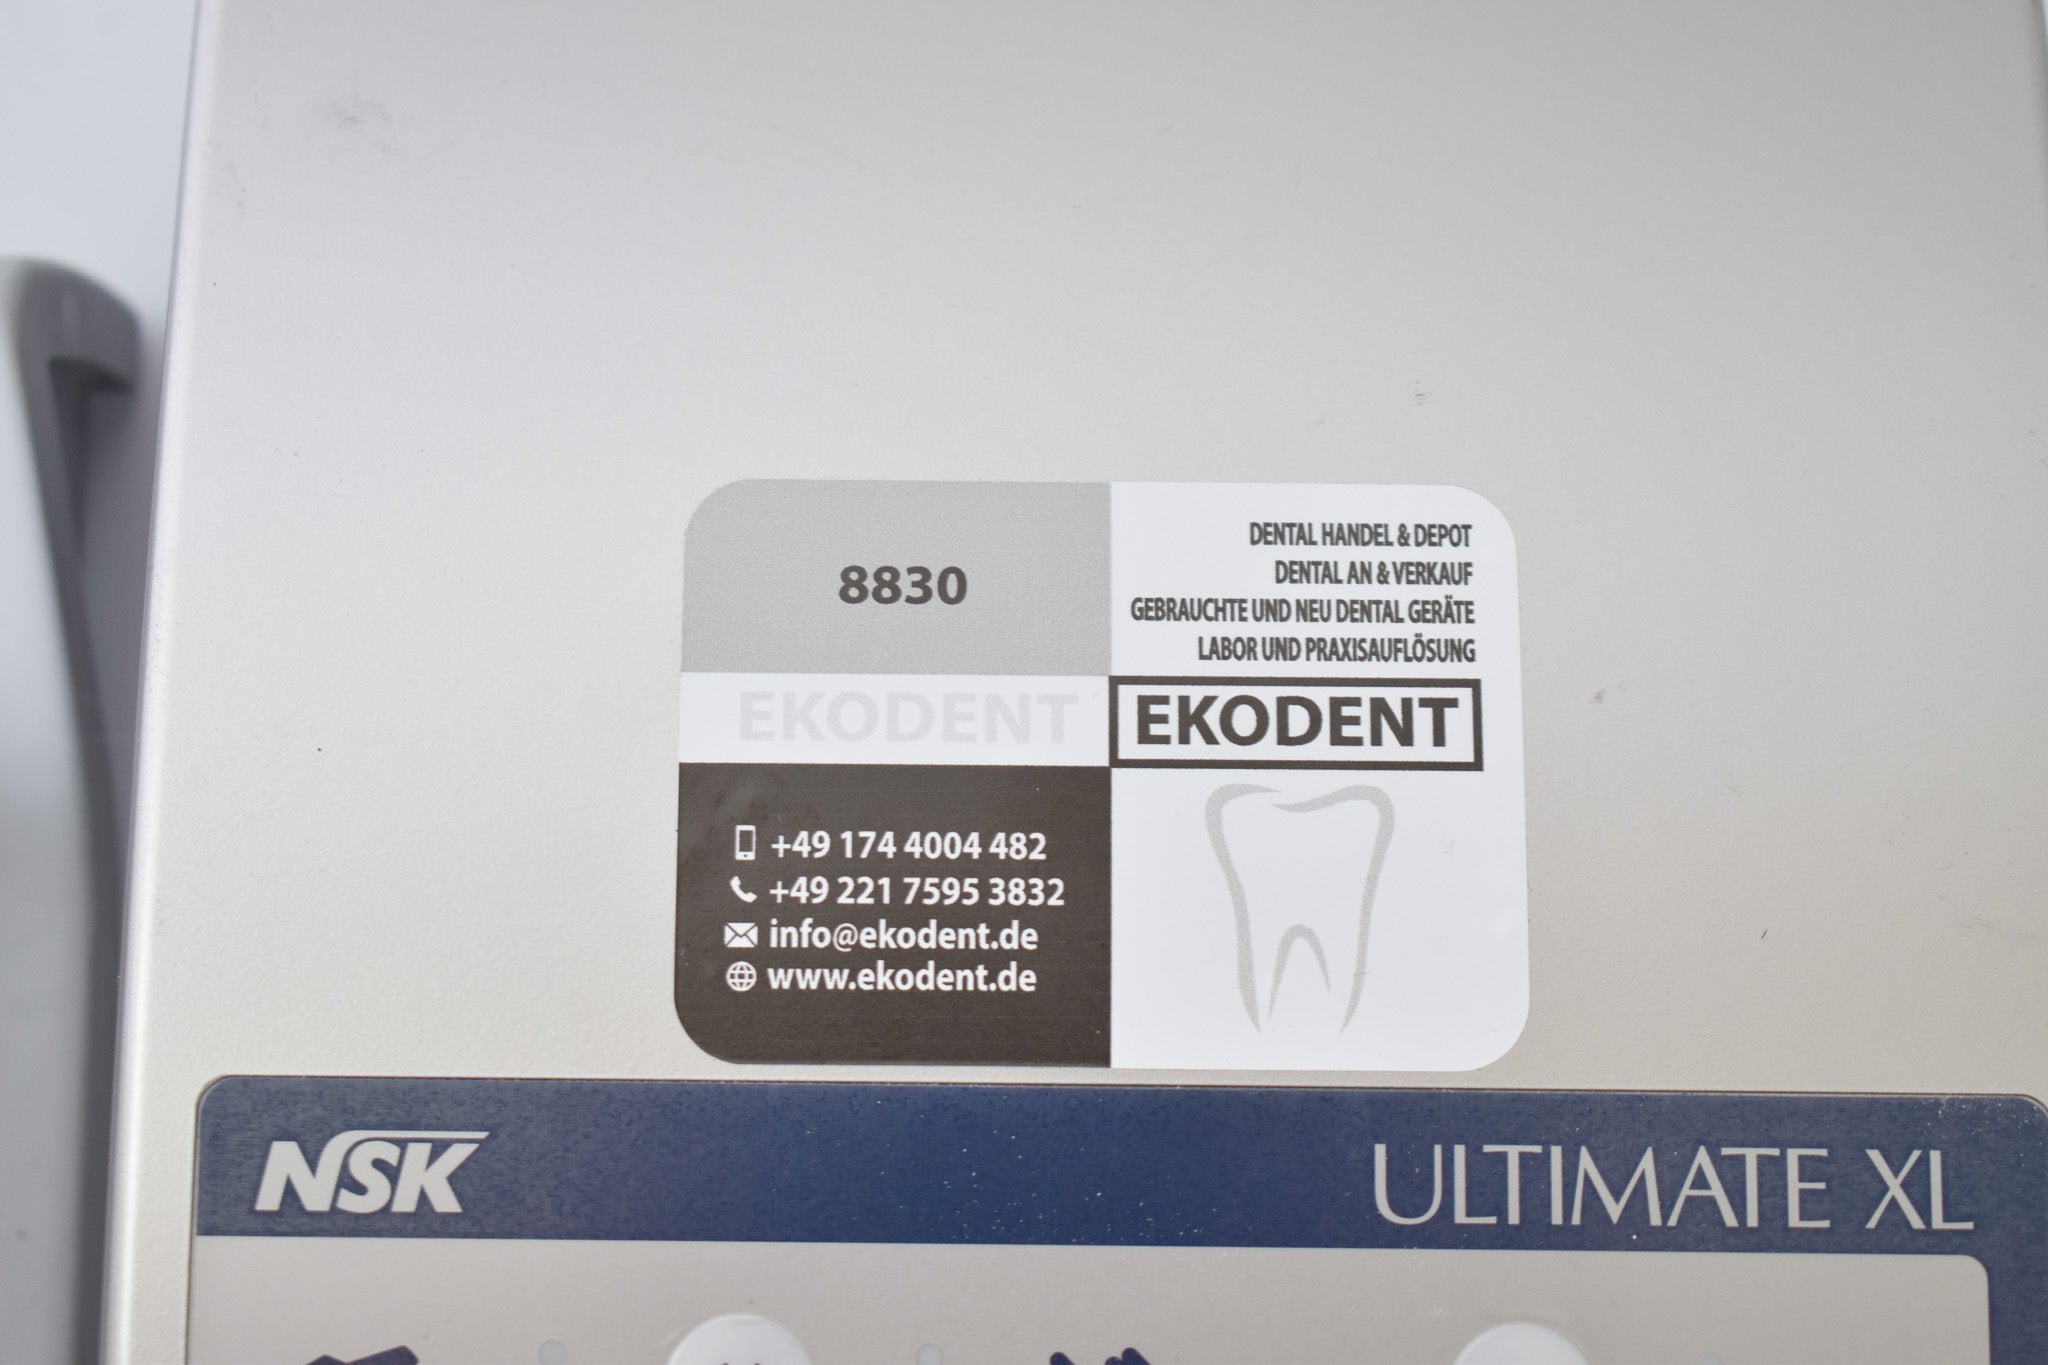 8830
EKODENT
+49 174 4004 482
+49 221 7595 3832
info@ekodent.de
www.ekodent.de
DENTAL HANDEL & DEPOT
DENTAL AN & VERKAUF
GEBRAUCHTE UND NEU DENTAL GERÄTE
LABOR UND PRAXISAUFLÖSUNG
EKODENT
NSK
ULTIMATE XL